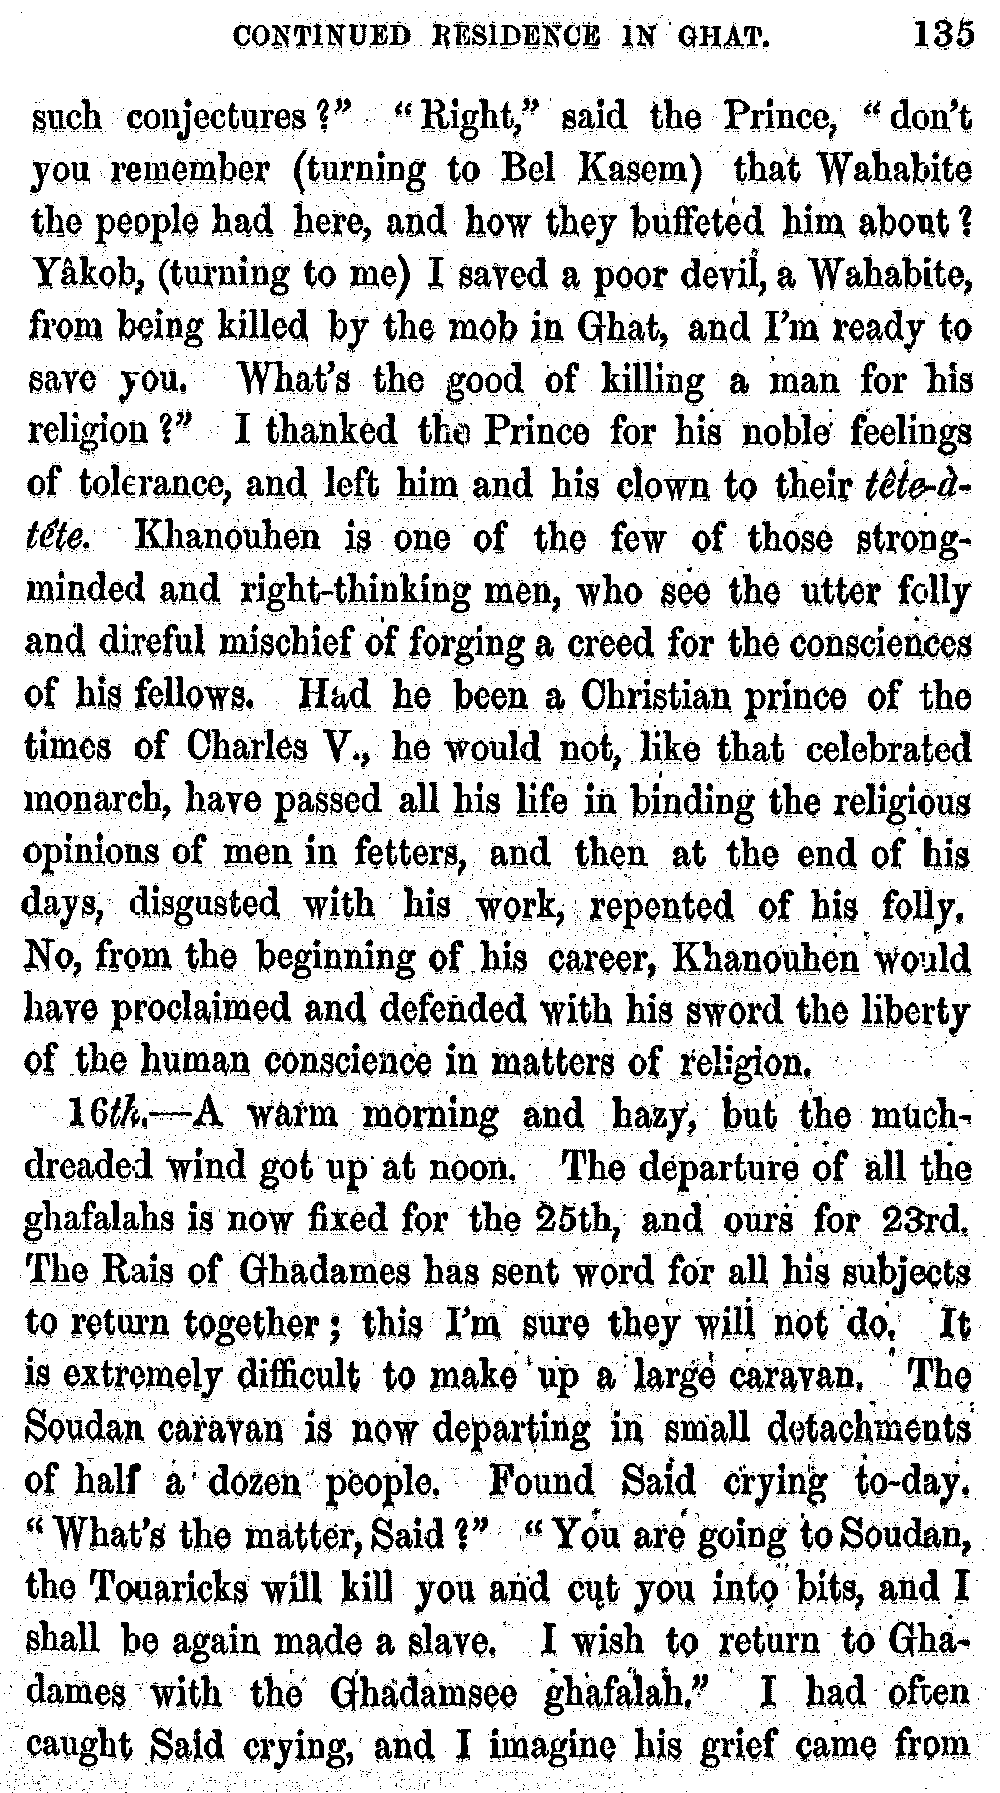 CONTINUED RESIDENCE IN GHAT. 135
such conjectures?” “Right,” said the Prince, “don’t
you remember (turning to Bel Kasem) that Wahabite
the people had here, and how they buffeted him about?
Yâkob, (turning to me) I saved a poor devil, a Wahabite,
from being killed by the mob in Ghat, and I’m ready to
save you. What’s the good of killing a man for his
religion?” I thanked the Prince for his noble feelings
of tolerance, and left him and his clown to their tête-à-
tête. Khanouhen is one of the few of those strong-
minded and right-thinking men, who see the utter folly
and direful mischief of forging a creed for the consciences
of his fellows. Had he been a Christian prince of the
times of Charles V., he would not, like that celebrated
monarch, have passed all his life in binding the religious
opinions of men in fetters, and then at the end of his
days, disgusted with his work, repented of his folly.
No, from the beginning of his career, Khanouhen would
have proclaimed and defended with his sword the liberty
of the human conscience in matters of religion.
16th.—A warm morning and hazy, but the much-
dreaded wind got up at noon. The departure of all the
ghafalahs is now fixed for the 25th, and ours for 23rd.
The Rais of Ghadames has sent word for all his subjects
to return together; this I’m sure they will not do. It
is extremely difficult to make up a large caravan. The
Soudan caravan is now departing in small detachments
of half a dozen people. Found Said crying to-day.
“What’s the matter, Said?” “You are going to Soudan,
the Touaricks will kill you and cut you into bits, and I
shall be again made a slave. I wish to return to Gha-
dames with the Ghadamsee ghafalah.” I had often
caught Said crying, and I imagine his grief came from